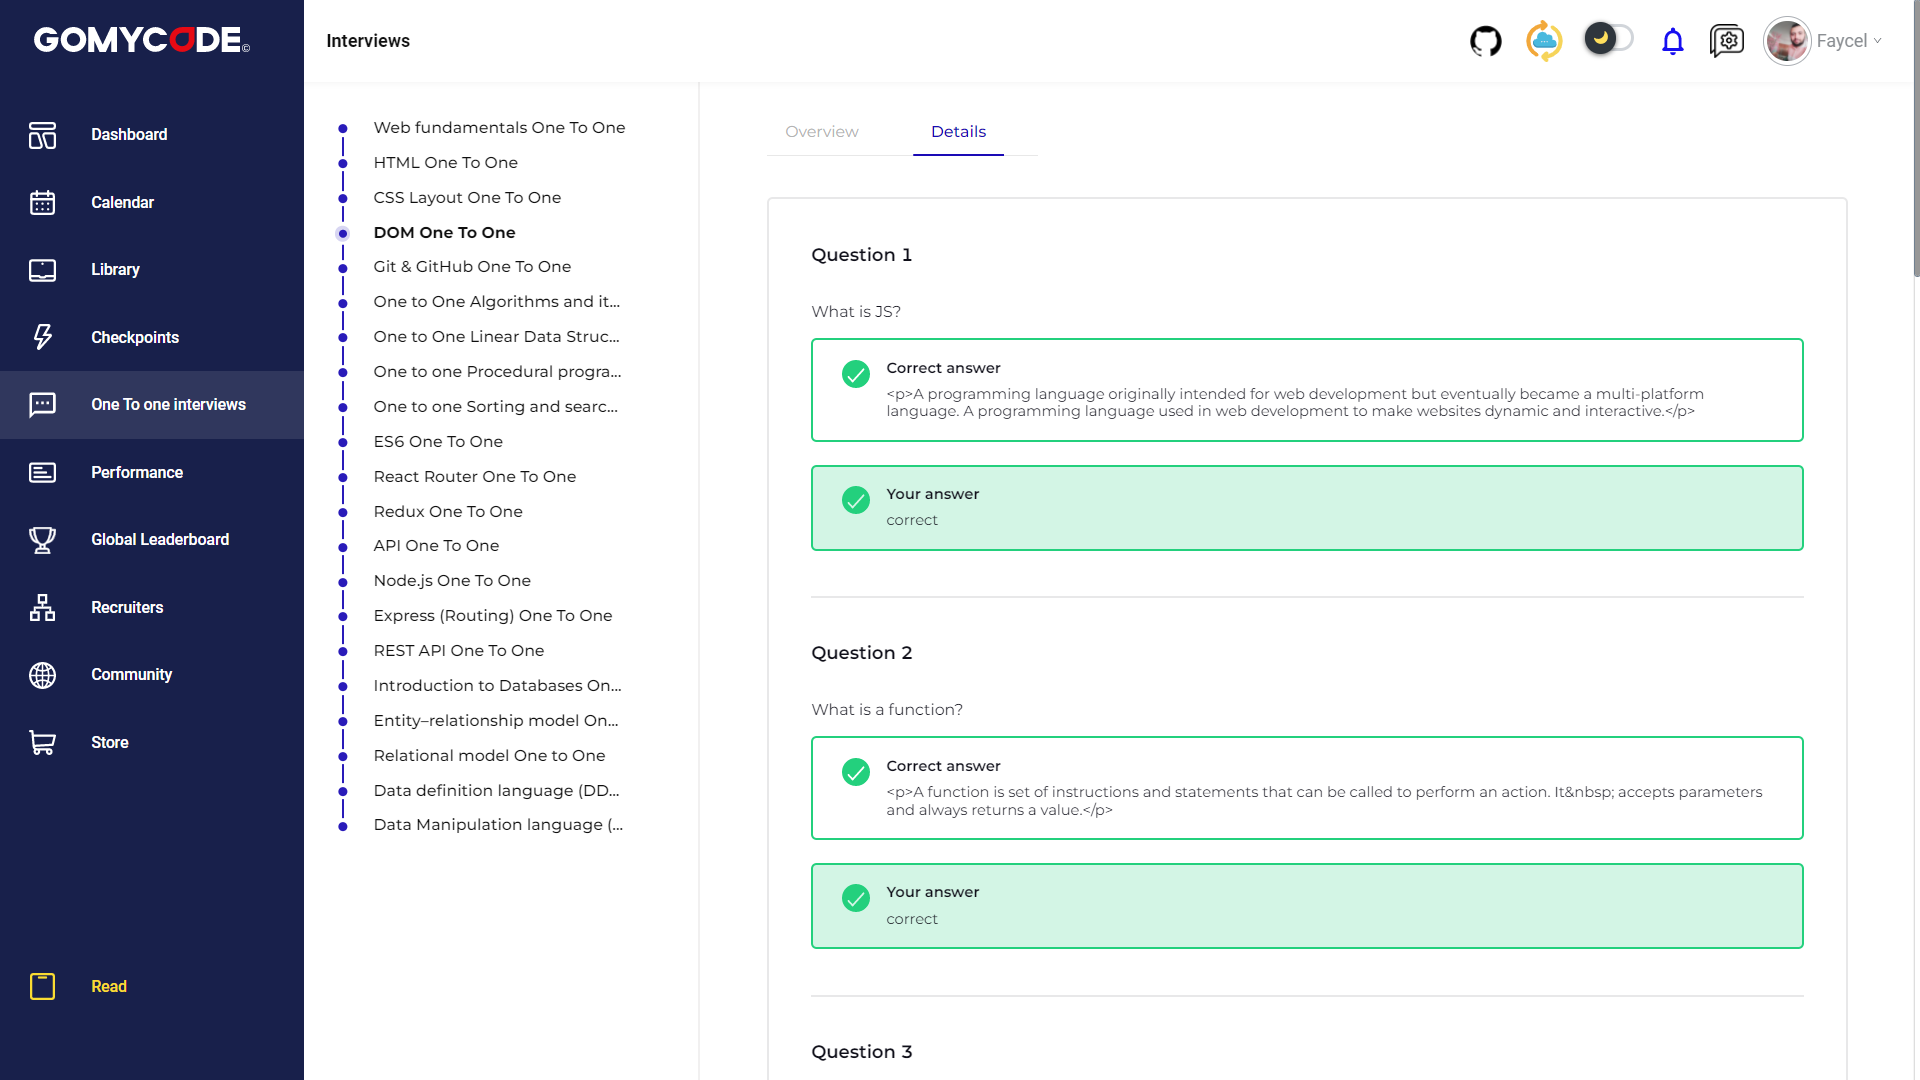 GOMYCODE©
Dashboard
Calendar
Library
Checkpoints
One To one interviews
Performance
Global Leaderboard
Recruiters
Community
Store
Read
Interviews
Faycel
Web fundamentals One To One
HTML One To One
CSS Layout One To One
DOM One To One
Git & GitHub One To One
One to One Algorithms and it...
One to One Linear Data Struc...
One to one Procedural progra...
One to one Sorting and searc...
ES6 One To One
React Router One To One
Redux One To One
API One To One
Node.js One To One
Express (Routing) One To One
REST API One To One
Introduction to Databases On...
Entity–relationship model On...
Relational model One to One
Data definition language (DD...
Data Manipulation language (...
Overview
Details
Question 1
What is JS?
Correct answer
<p>A programming language originally intended for web development but eventually became a multi-platform
language. A programming language used in web development to make websites dynamic and interactive.</p>
Your answer
correct
Question 2
What is a function?
Correct answer
<p>A function is set of instructions and statements that can be called to perform an action. It&nbsp; accepts parameters
and always returns a value.</p>
Your answer
correct
Question 3